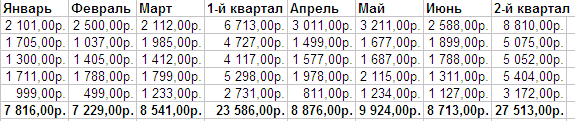 Январь Февраль Март 1-й квартал Апрель Май Июнь 2-й квартал
2 101,00р. 2 500,00р. 2 112,00р. 6 713,00р. 3 011,00р. 3 211,00р. 2 588,00р. 8 810,00р.
1 705,00р. 1 037,00р. 1 985,00р. 4 727,00р. 1 499,00р. 1 677,00р. 1 899,00р. 5 075,00р.
1 300,00р. 1 405,00р. 1 412,00р. 4 117,00р. 1 577,00р. 1 687,00р. 1 788,00р. 5 052,00р.
1 711,00р. 1 788,00р. 1 799,00р. 5 298,00р. 1 978,00р. 2 115,00р. 1 311,00р. 5 404,00р.
999,00р. 499,00р. 1 233,00р. 2 731,00р. 811,00р. 1 234,00р. 1 127,00р. 3 172,00р.
7 816,00р. 7 229,00р. 8 541,00р. 23 586,00р. 8 876,00р. 9 924,00р. 8 713,00р. 27 513,00р.